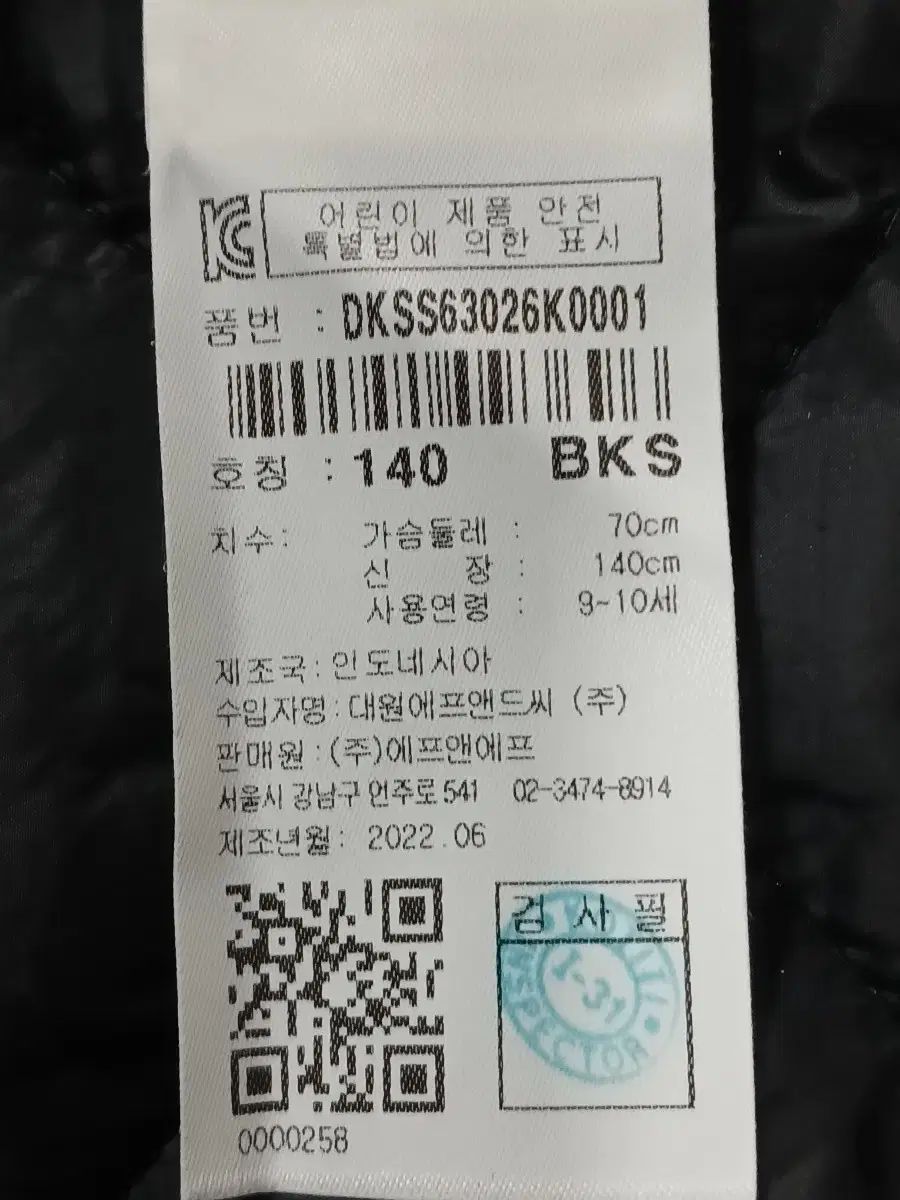 KC
어린이 제품 안전
특별법에 의한 표시
품번 : DKSS63026K0001
호칭 : 140 BKS
치수: 가슴둘레 : 70cm
신 장 : 140cm
사용연령 : 9~10세
제조국: 인도네시아
수입자명 : 대원에프앤드씨 (주)
판매원 : (주)에프앤에프
서울시 강남구 언주로 541 02-3474-8914
제조년월: 2022.06
검 사 필
1-31
INSPECTOR
0000258